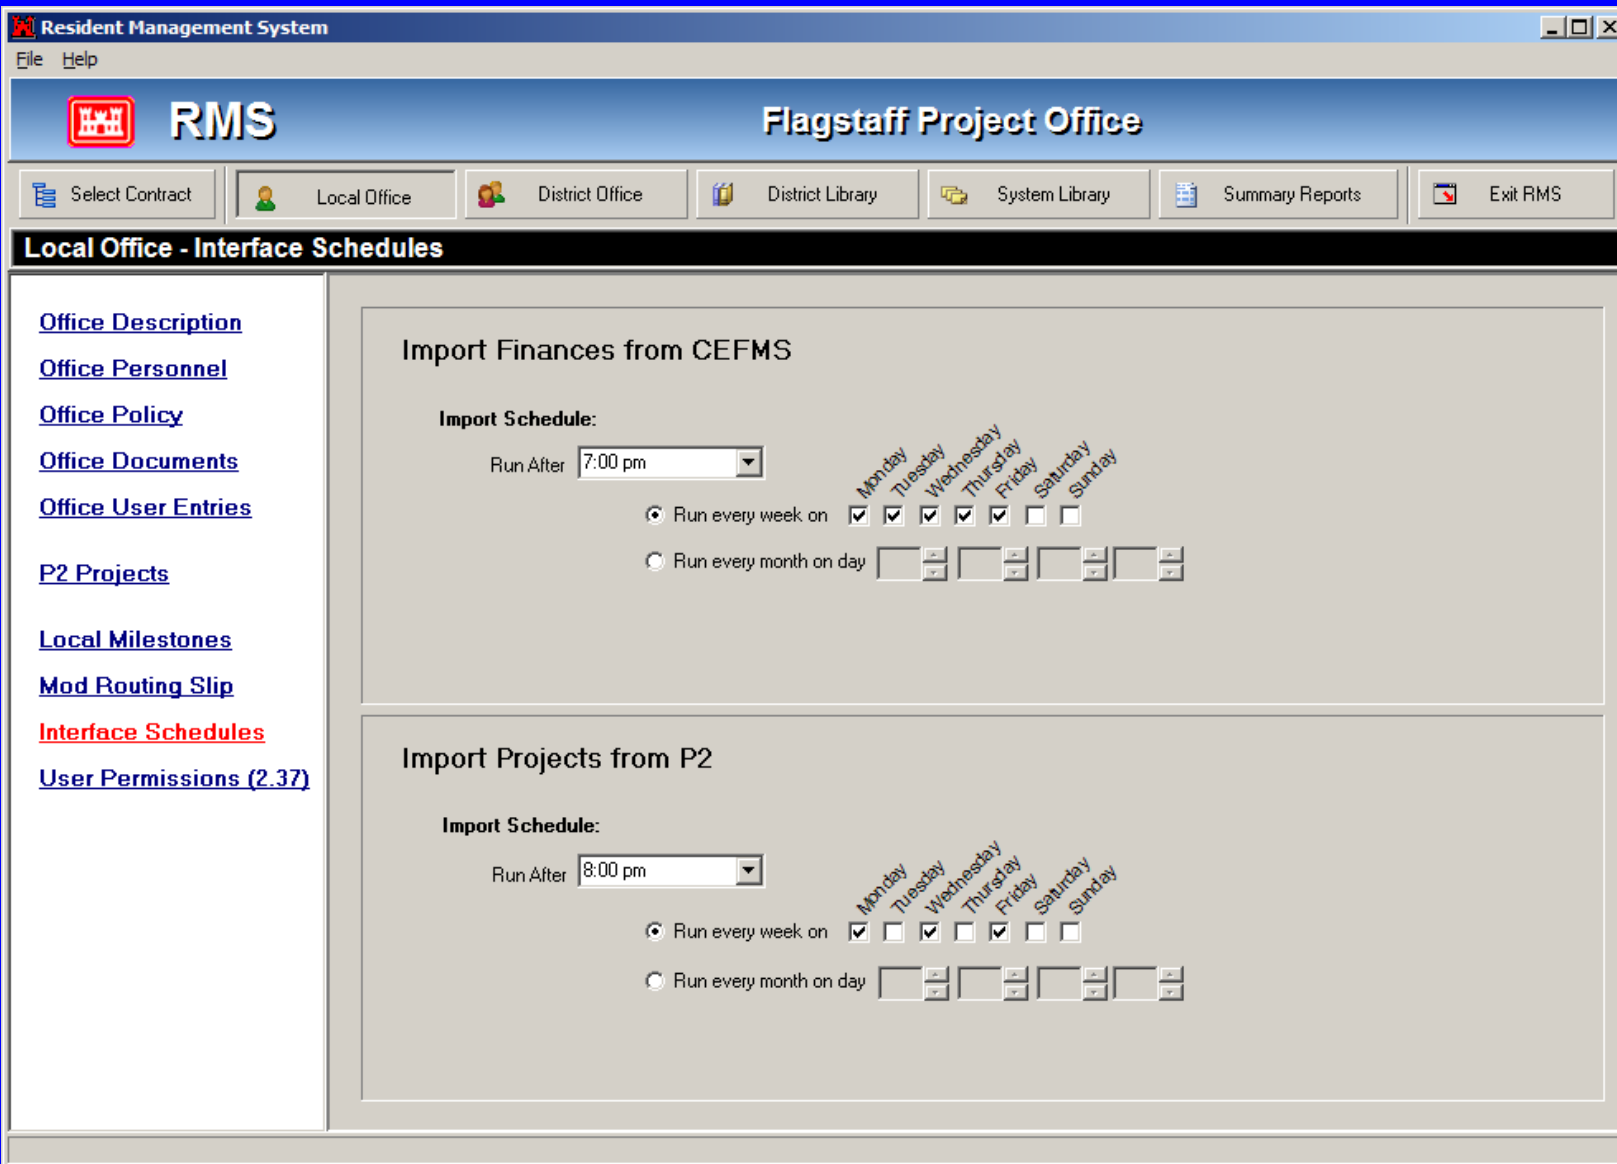 Resident Management System
File Help
RMS Flagstaff Project Office
Select Contract Local Office District Office District Library System Library Summary Reports Exit RMS
Local Office - Interface Schedules
Office Description
Office Personnel
Office Policy
Office Documents
Office User Entries
P2 Projects
Local Milestones
Mod Routing Slip
Interface Schedules
User Permissions (2.37)
Import Finances from CEFMS
Import Schedule:
Run After 7:00 pm
Monday Tuesday Wednesday Thursday Friday Saturday Sunday
Run every week on
Run every month on day
Import Projects from P2
Import Schedule:
Run After 8:00 pm
Monday Tuesday Wednesday Thursday Friday Saturday Sunday
Run every week on
Run every month on day